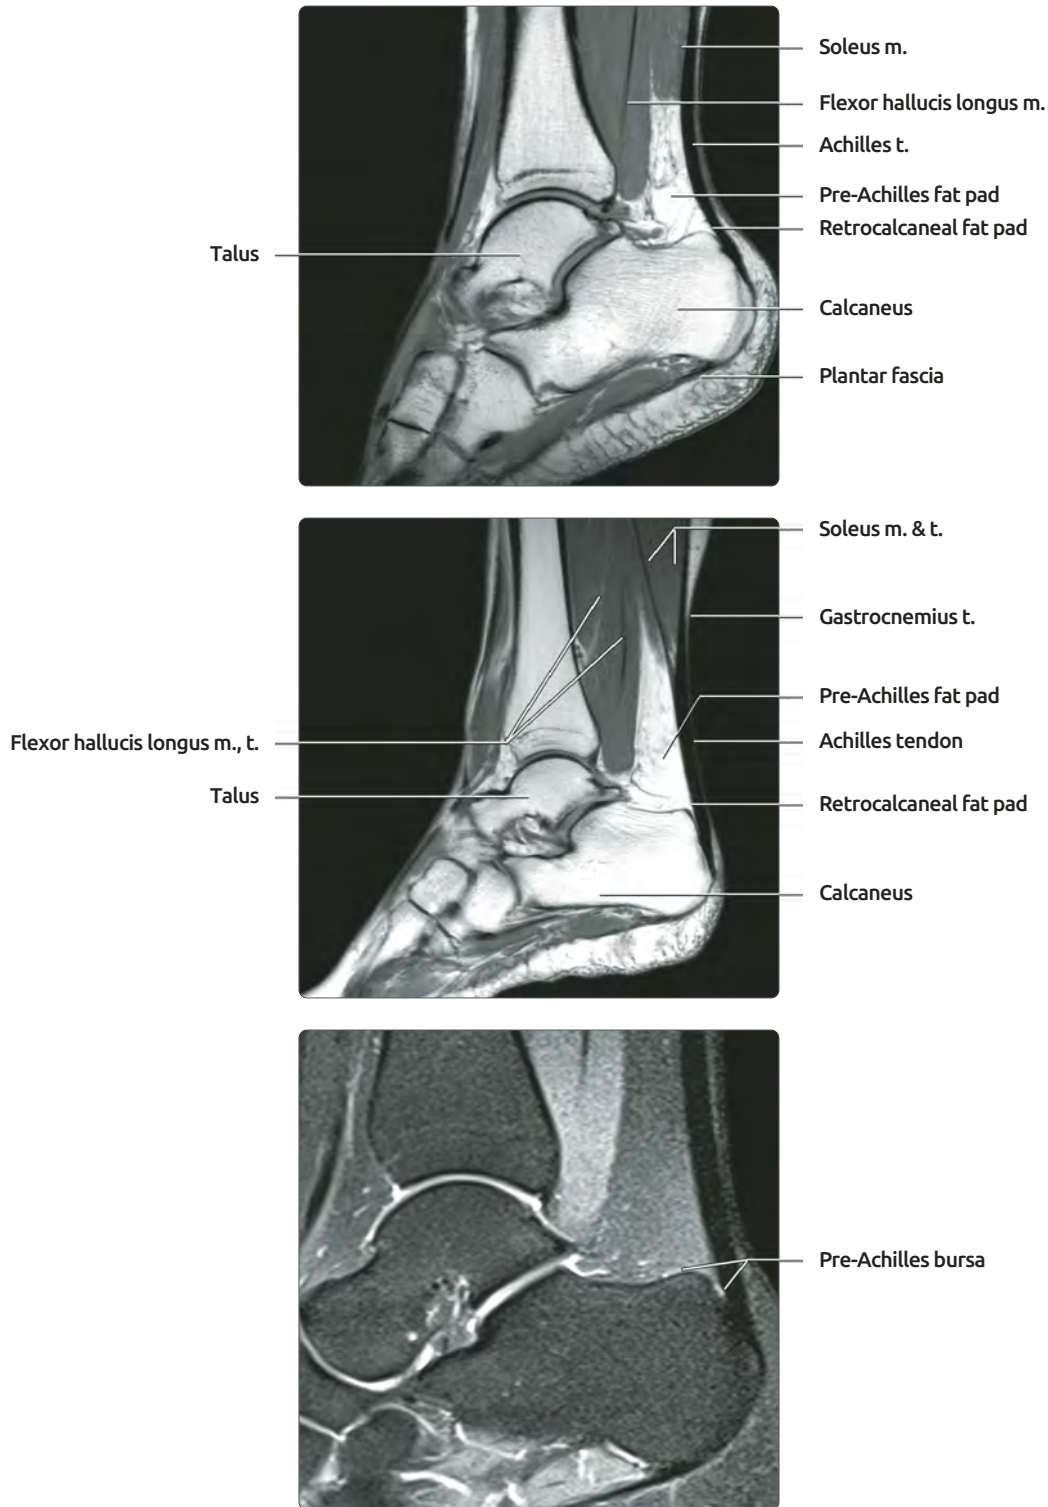 Soleus m.
Flexor hallucis longus m.
Achilles t.
Pre-Achilles fat pad
Retrocalcaneal fat pad
Talus
Calcaneus
Plantar fascia
Soleus m. & t.
Gastrocnemius t.
Pre-Achilles fat pad
Flexor hallucis longus m., t.
Achilles tendon
Talus
Retrocalcaneal fat pad
Calcaneus
Pre-Achilles bursa